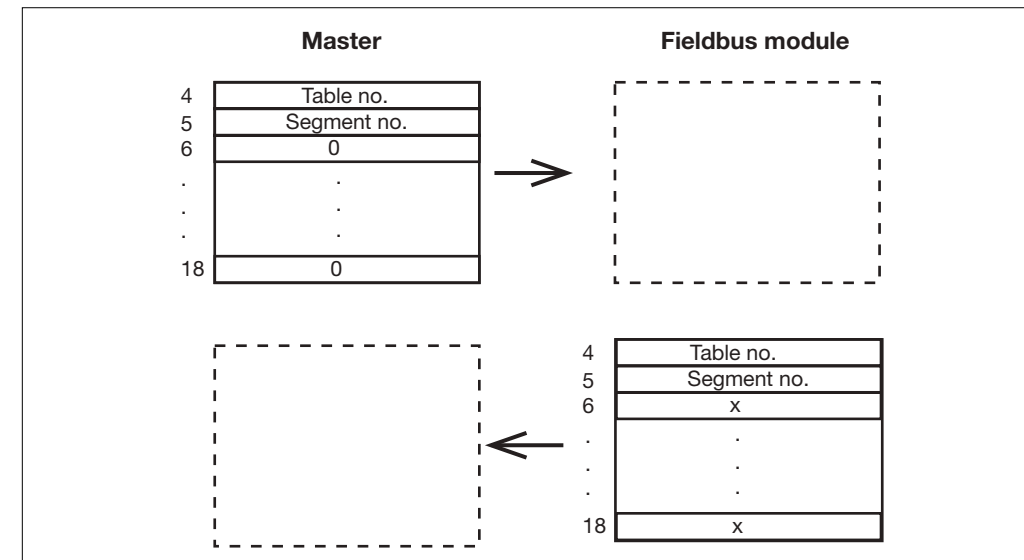 Master Fieldbus module
4 Table no.
5 Segment no.
6 0
. .
. .
. .
18 0
4 Table no.
5 Segment no.
6 x
. .
. .
. .
18 x